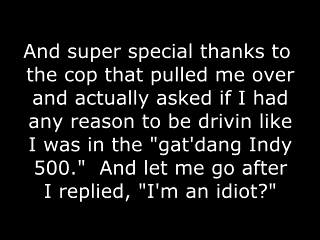 And super special thanks to
the cop that pulled me over
and actually asked if I had
any reason to be drivin like
I was in the "gat'dang Indy
500."  And let me go after
I replied, "I'm an idiot?"